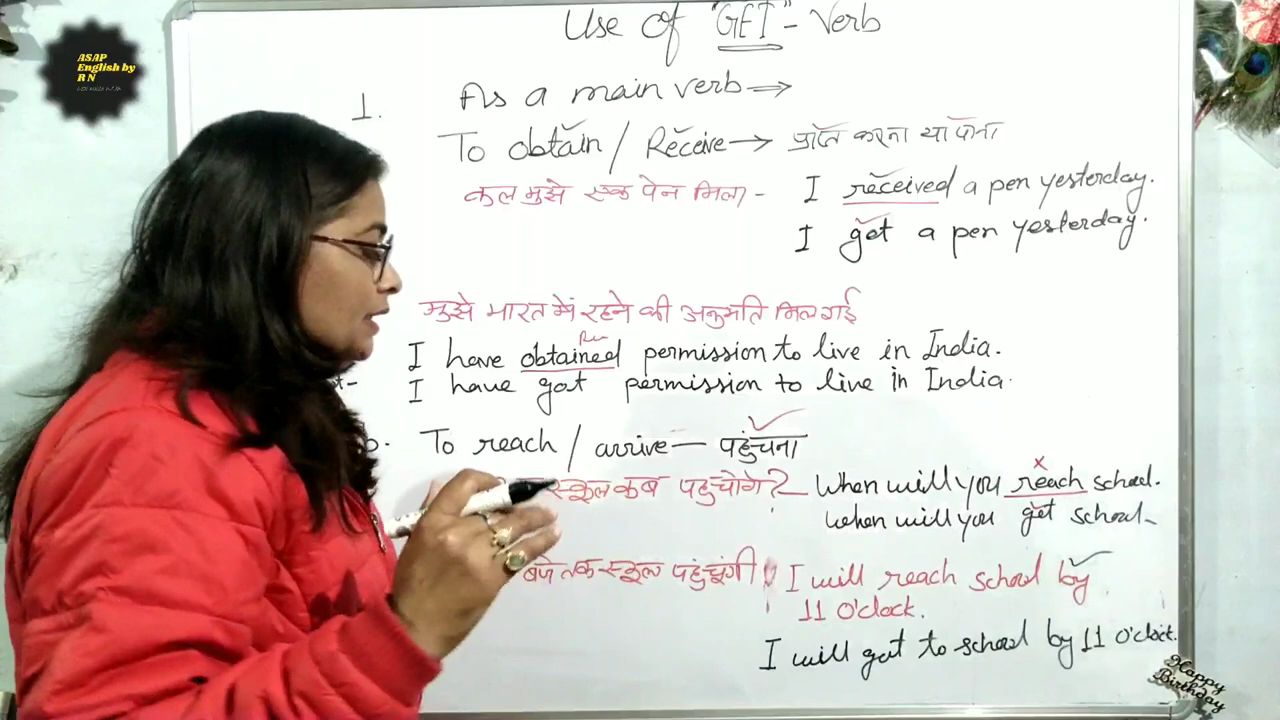 ASAP
English by
R N
Use of "GET" - Verb
1. As a main verb →
To obtain / Receive → प्राप्त करना या पाना
कल मुझे एक पेन मिला - I received a pen yesterday.
I get a pen yesterday.
मुझे भारत में रहने की अनुमति मिल गई
I have obtained permission to live in India.
I have got permission to live in India.
b. To reach / arrive — पहुंचना
स्कूल कब पहुचोगे? - When will you reach school.
x
When will you get school
बजे तक स्कूल पहुंचूंगी I will reach school by
11 O'clock.
I will get to school by 11 O'clock.
Happy
Birthday